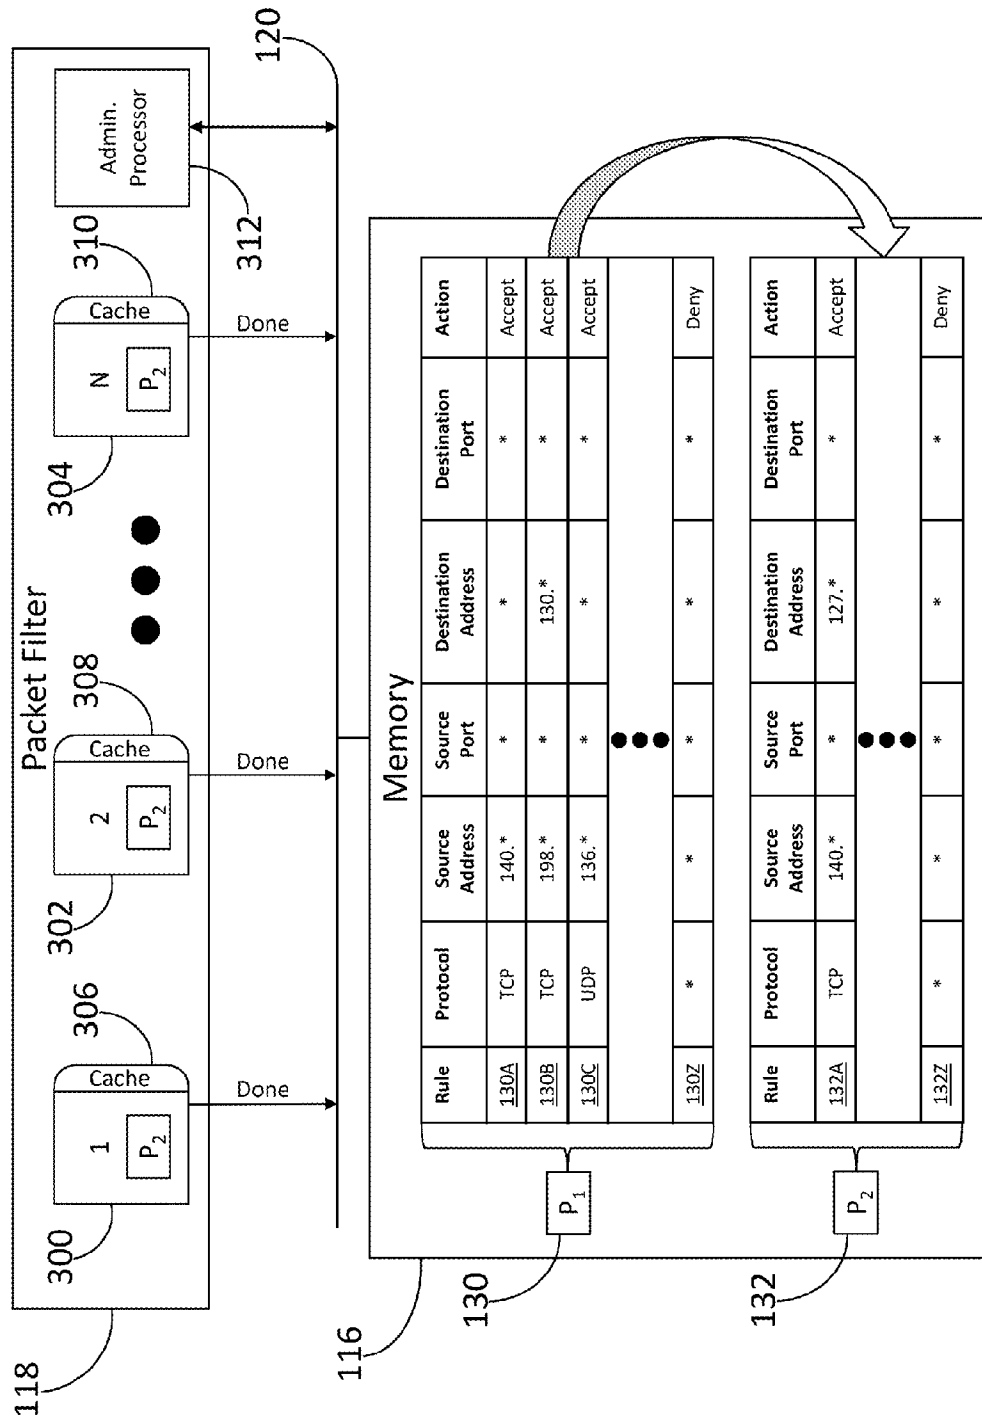 118
Packet Filter
300
1
P2
Cache
306
302
2
P2
Cache
308
304
N
P2
Cache
310
Admin.
Processor
312
Done
Done
Done
120
116
Memory
130
P1
Rule Protocol Source Address Source Port Destination Address Destination Port Action
130A TCP 140.* * * * Accept
130B TCP 198.* * 130.* * Accept
130C UDP 136.* * * * Accept
130Z * * * * * Deny
132
P2
Rule Protocol Source Address Source Port Destination Address Destination Port Action
132A TCP 140.* * 127.* * Accept
132Z * * * * * Deny